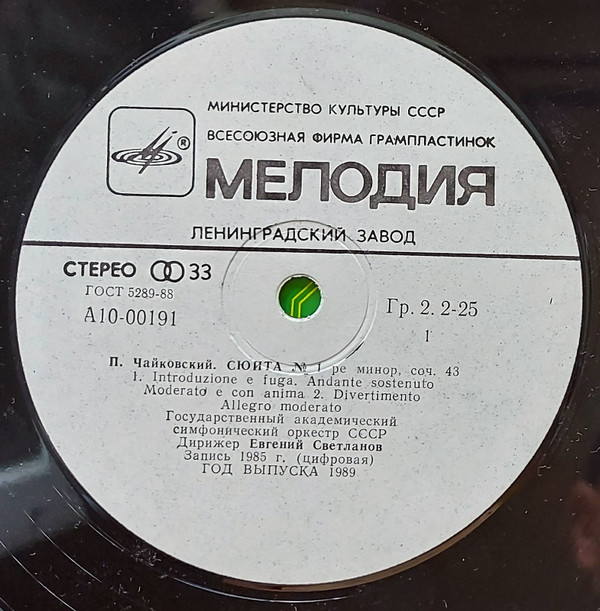 МИНИСТЕРСТВО КУЛЬТУРЫ СССР
ВСЕСОЮЗНАЯ ФИРМА ГРАМПЛАСТИНОК
®
МЕЛОДИЯ
ЛЕНИНГРАДСКИЙ ЗАВОД
СТЕРЕО 33
ГОСТ 5289-88
А10-00191
Гр. 2. 2-25
1
П. Чайковский. СЮИТА № 1 ре минор, соч. 43
1. Introduzione e fuga. Andante sostenuto
Moderato e con anima 2. Divertimento
Allegro moderato
Государственный академический
симфонический оркестр СССР
Дирижер Евгений Светланов
Запись 1985 г. (цифровая)
ГОД ВЫПУСКА 1989